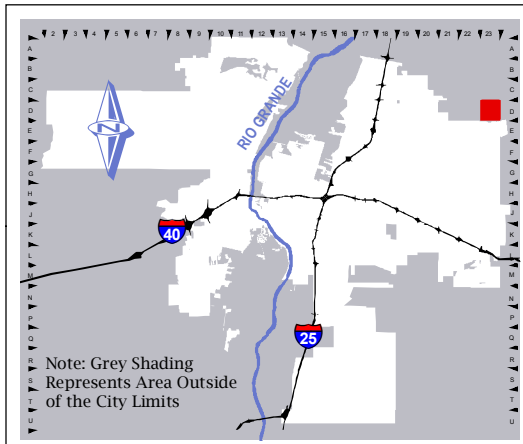 2 3 4 5 6 7 8 9 10 11 12 13 14 15 16 17 18 19 20 21 22 23
A A
B B
C C
D D
E E
F F
G G
H H
J J
K K
L L
M M
N N
P P
Q Q
R R
S S
T T
U U
N
RIO GRANDE
40
25
Note: Grey Shading
Represents Area Outside
of the City Limits